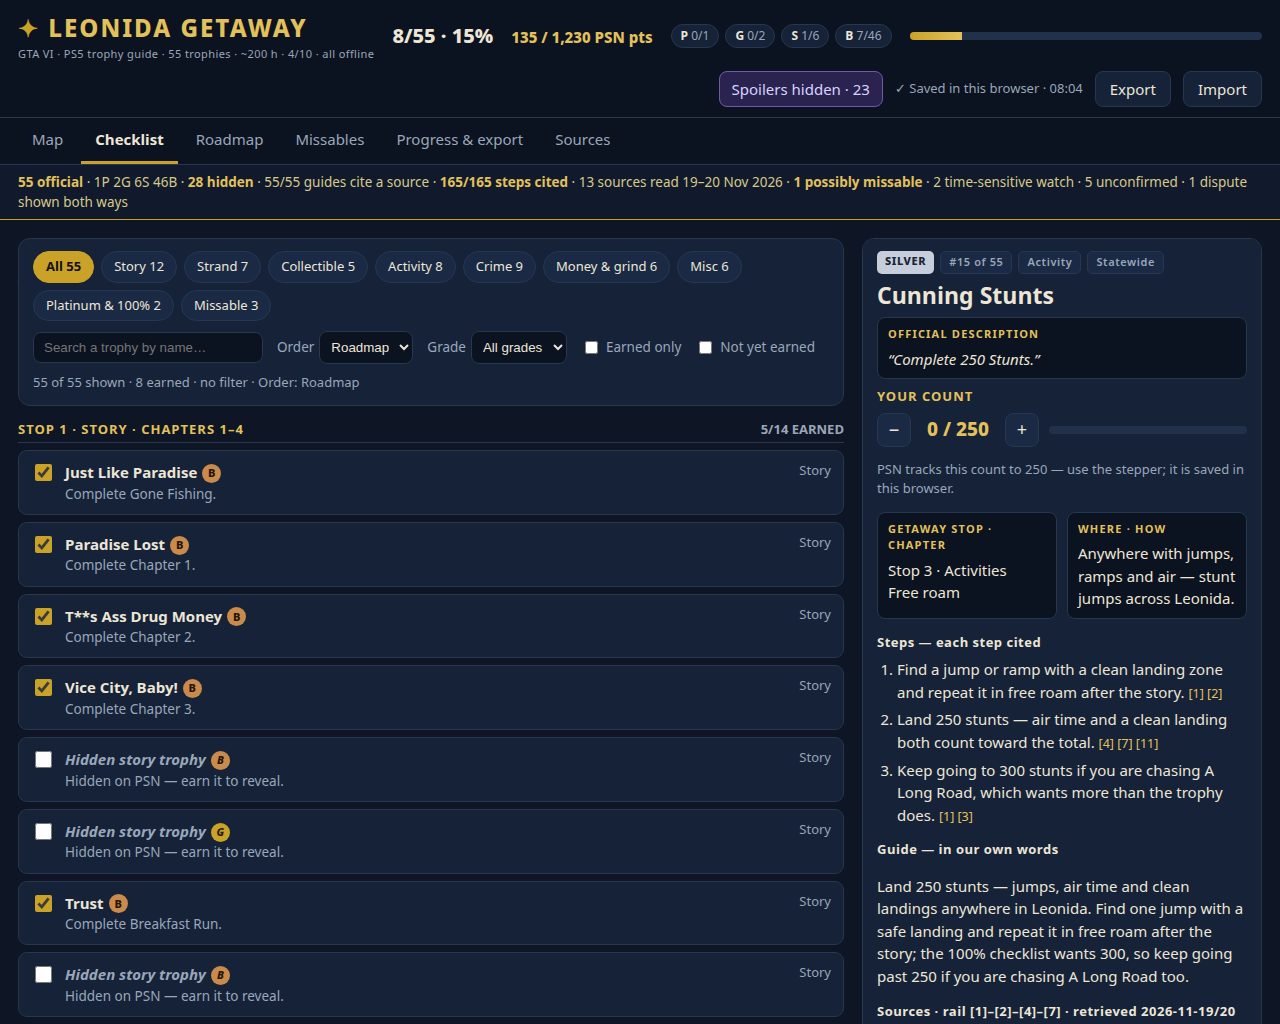 ✦ LEONIDA GETAWAY
GTA VI · PS5 trophy guide · 55 trophies · ~200 h · 4/10 · all offline
8/55 · 15%
135 / 1,230 PSN pts
P 0/1
G 0/2
S 1/6
B 7/46
Spoilers hidden · 23
✓ Saved in this browser · 08:04
Export
Import
Map
Checklist
Roadmap
Missables
Progress & export
Sources
55 official · 1P 2G 6S 46B · 28 hidden · 55/55 guides cite a source · 165/165 steps cited · 13 sources read 19–20 Nov 2026 · 1 possibly missable · 2 time-sensitive watch · 5 unconfirmed · 1 dispute
shown both ways
All 55
Story 12
Strand 7
Collectible 5
Activity 8
Crime 9
Money & grind 6
Misc 6
Platinum & 100% 2
Missable 3
Search a trophy by name…
Order
Roadmap
Grade
All grades
Earned only
Not yet earned
55 of 55 shown · 8 earned · no filter · Order: Roadmap
STOP 1 · STORY · CHAPTERS 1–4
5/14 EARNED
Just Like Paradise B
Story
Complete Gone Fishing.
Paradise Lost B
Story
Complete Chapter 1.
T**s Ass Drug Money B
Story
Complete Chapter 2.
Vice City, Baby! B
Story
Complete Chapter 3.
Hidden story trophy B
Story
Hidden on PSN — earn it to reveal.
Hidden story trophy G
Story
Hidden on PSN — earn it to reveal.
Trust B
Story
Complete Breakfast Run.
Hidden story trophy B
Story
Hidden on PSN — earn it to reveal.
SILVER
#15 of 55
Activity
Statewide
Cunning Stunts
OFFICIAL DESCRIPTION
“Complete 250 Stunts.”
YOUR COUNT
−
0 / 250
+
PSN tracks this count to 250 — use the stepper; it is saved in
this browser.
GETAWAY STOP ·
CHAPTER
Stop 3 · Activities
Free roam
WHERE · HOW
Anywhere with jumps,
ramps and air — stunt
jumps across Leonida.
Steps — each step cited
1. Find a jump or ramp with a clean landing zone
and repeat it in free roam after the story. [1] [2]
2. Land 250 stunts — air time and a clean landing
both count toward the total. [4] [7] [11]
3. Keep going to 300 stunts if you are chasing A
Long Road, which wants more than the trophy
does. [1] [3]
Guide — in our own words
Land 250 stunts — jumps, air time and clean
landings anywhere in Leonida. Find one jump with a
safe landing and repeat it in free roam after the
story; the 100% checklist wants 300, so keep going
past 250 if you are chasing A Long Road too.
Sources · rail [1]–[2]–[4]–[7] · retrieved 2026-11-19/20